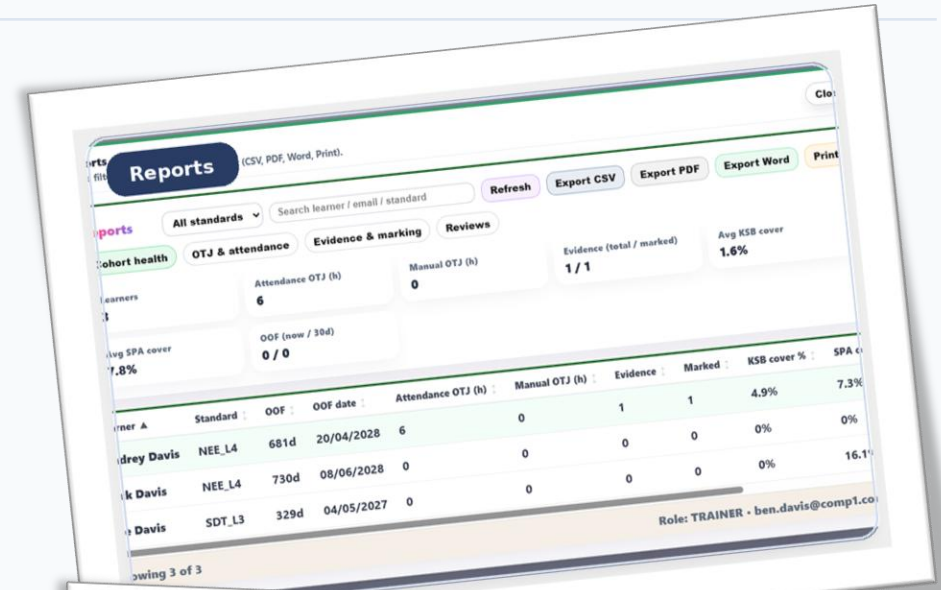 Reports
(CSV, PDF, Word, Print).
All standards
Search learner / email / standard
Refresh
Export CSV
Export PDF
Export Word
Print
OTJ & attendance
Evidence & marking
Reviews
Attendance OTJ (h)
6
Manual OTJ (h)
0
Evidence (total / marked)
1 / 1
Avg KSB cover
1.6%
SPA cover
OOF (now / 30d)
0 / 0
Standard OOF OOF date Attendance OTJ (h) Manual OTJ (h) Evidence Marked KSB cover % SPA
Davis NEE_L4 681d 20/04/2028 6 0 1 1 4.9% 7.3%
Davis NEE_L4 730d 08/06/2028 0 0 0 0 0% 0%
Davis SDT_L3 329d 04/05/2027 0 0 0 0 0% 16.1
3 of 3
Role: TRAINER • ben.davis@comp1.co